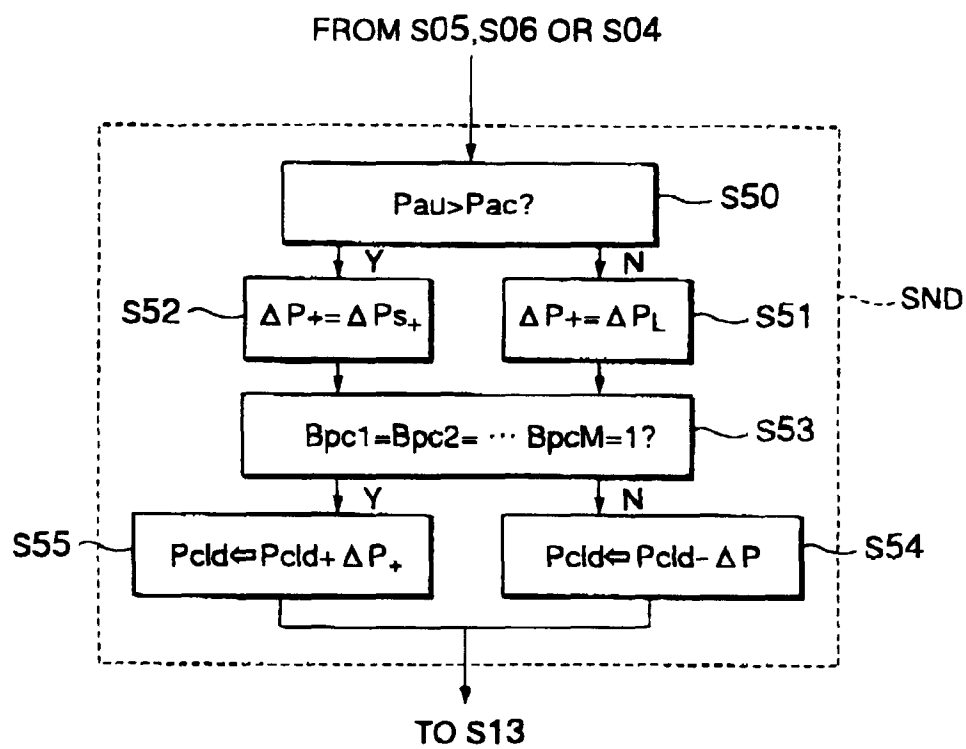 FROM S05,S06 OR S04
Pau>Pac?
S50
Y
N
S52
ΔP+=ΔPs+
ΔP+=ΔPL
S51
SND
Bpc1=Bpc2= ··· BpcM=1?
S53
Y
N
S55
Pcld⇐Pcld+ΔP+
Pcld⇐Pcld-ΔP
S54
TO S13